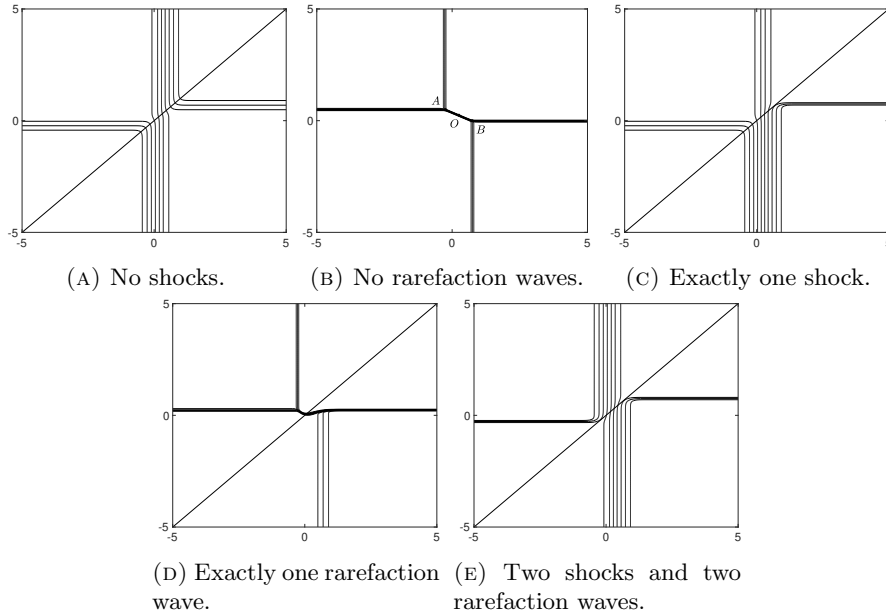 5 5 5
A
O B
0 0 0
-5 -5 -5
-5 0 5 -5 0 5 -5 0 5
(A) No shocks. (B) No rarefaction waves. (C) Exactly one shock.
5 5
0 0
-5 -5
-5 0 5 -5 0 5
(D) Exactly one rarefaction wave.
(E) Two shocks and two rarefaction waves.